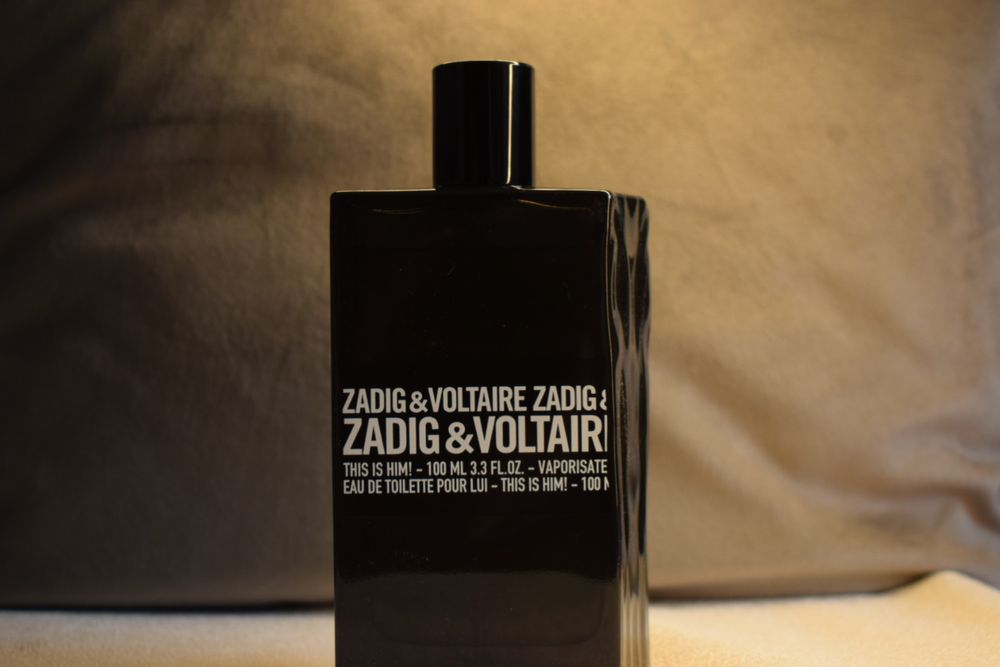 ZADIG &VOLTAIRE ZADIG &
ZADIG &VOLTAIR
THIS IS HIM! – 100 ML 3.3 FL.OZ. – VAPORISATE
EAU DE TOILETTE POUR LUI – THIS IS HIM! – 100 M